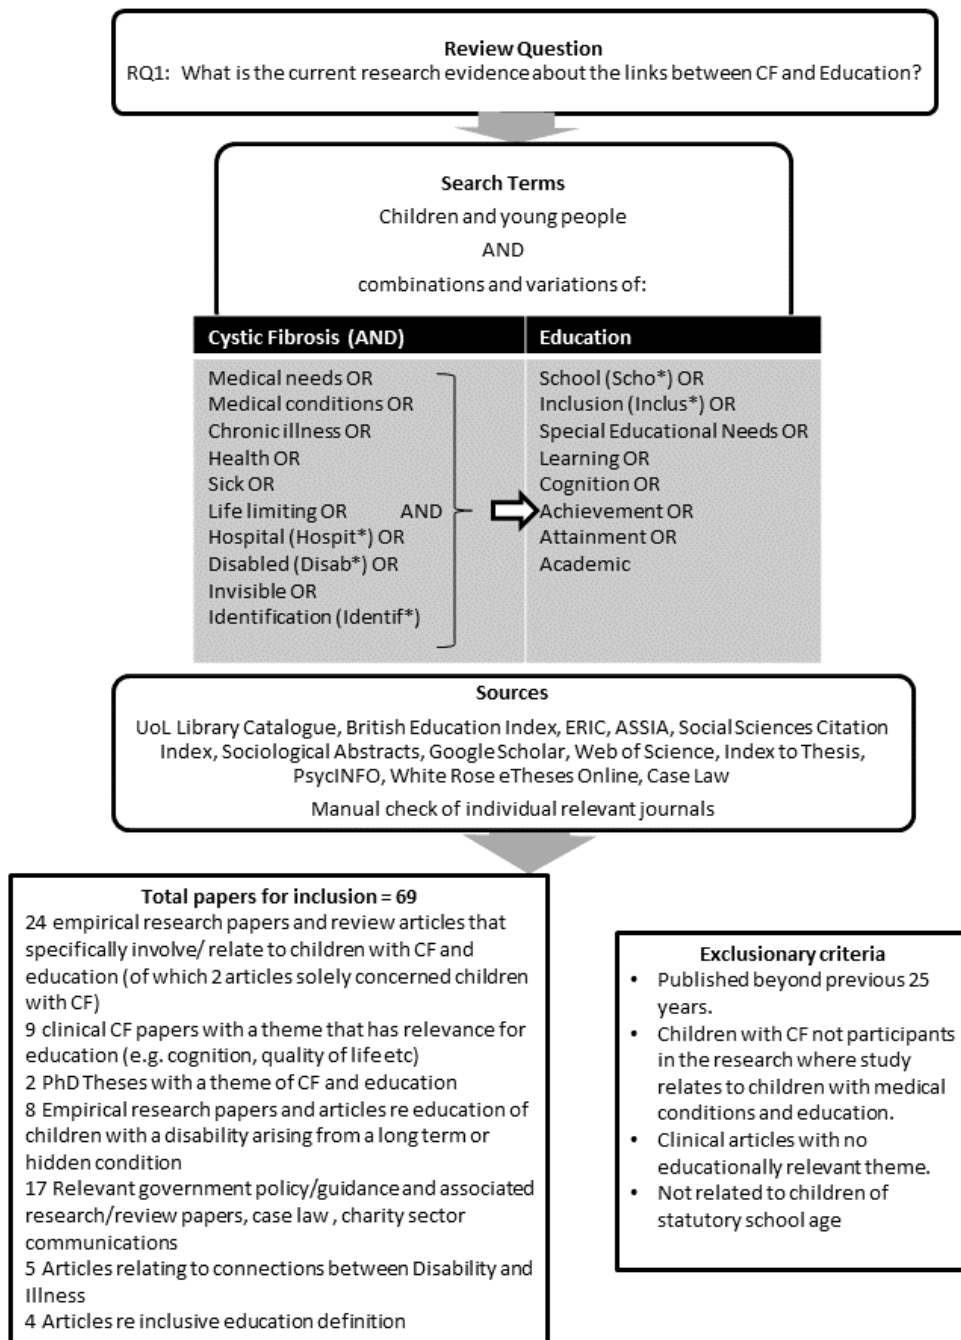 Review Question
RQ1: What is the current research evidence about the links between CF and Education?
Search Terms
Children and young people
AND
combinations and variations of:
Cystic Fibrosis (AND)
Medical needs OR
Medical conditions OR
Chronic illness OR
Health OR
Sick OR
Life limiting OR
Hospital (Hospit*) OR
Disabled (Disab*) OR
Invisible OR
Identification (Identif*)
AND
Education
School (Scho*) OR
Inclusion (Inclus*) OR
Special Educational Needs OR
Learning OR
Cognition OR
Achievement OR
Attainment OR
Academic
Sources
UoL Library Catalogue, British Education Index, ERIC, ASSIA, Social Sciences Citation
Index, Sociological Abstracts, Google Scholar, Web of Science, Index to Thesis,
PsycINFO, White Rose eTheses Online, Case Law
Manual check of individual relevant journals
Total papers for inclusion = 69
24 empirical research papers and review articles that
specifically involve/ relate to children with CF and
education (of which 2 articles solely concerned children
with CF)
9 clinical CF papers with a theme that has relevance for
education (e.g. cognition, quality of life etc)
2 PhD Theses with a theme of CF and education
8 Empirical research papers and articles re education of
children with a disability arising from a long term or
hidden condition
17 Relevant government policy/guidance and associated
research/review papers, case law , charity sector
communications
5 Articles relating to connections between Disability and
Illness
4 Articles re inclusive education definition
Exclusionary criteria
• Published beyond previous 25
years.
• Children with CF not participants
in the research where study
relates to children with medical
conditions and education.
• Clinical articles with no
educationally relevant theme.
• Not related to children of
statutory school age